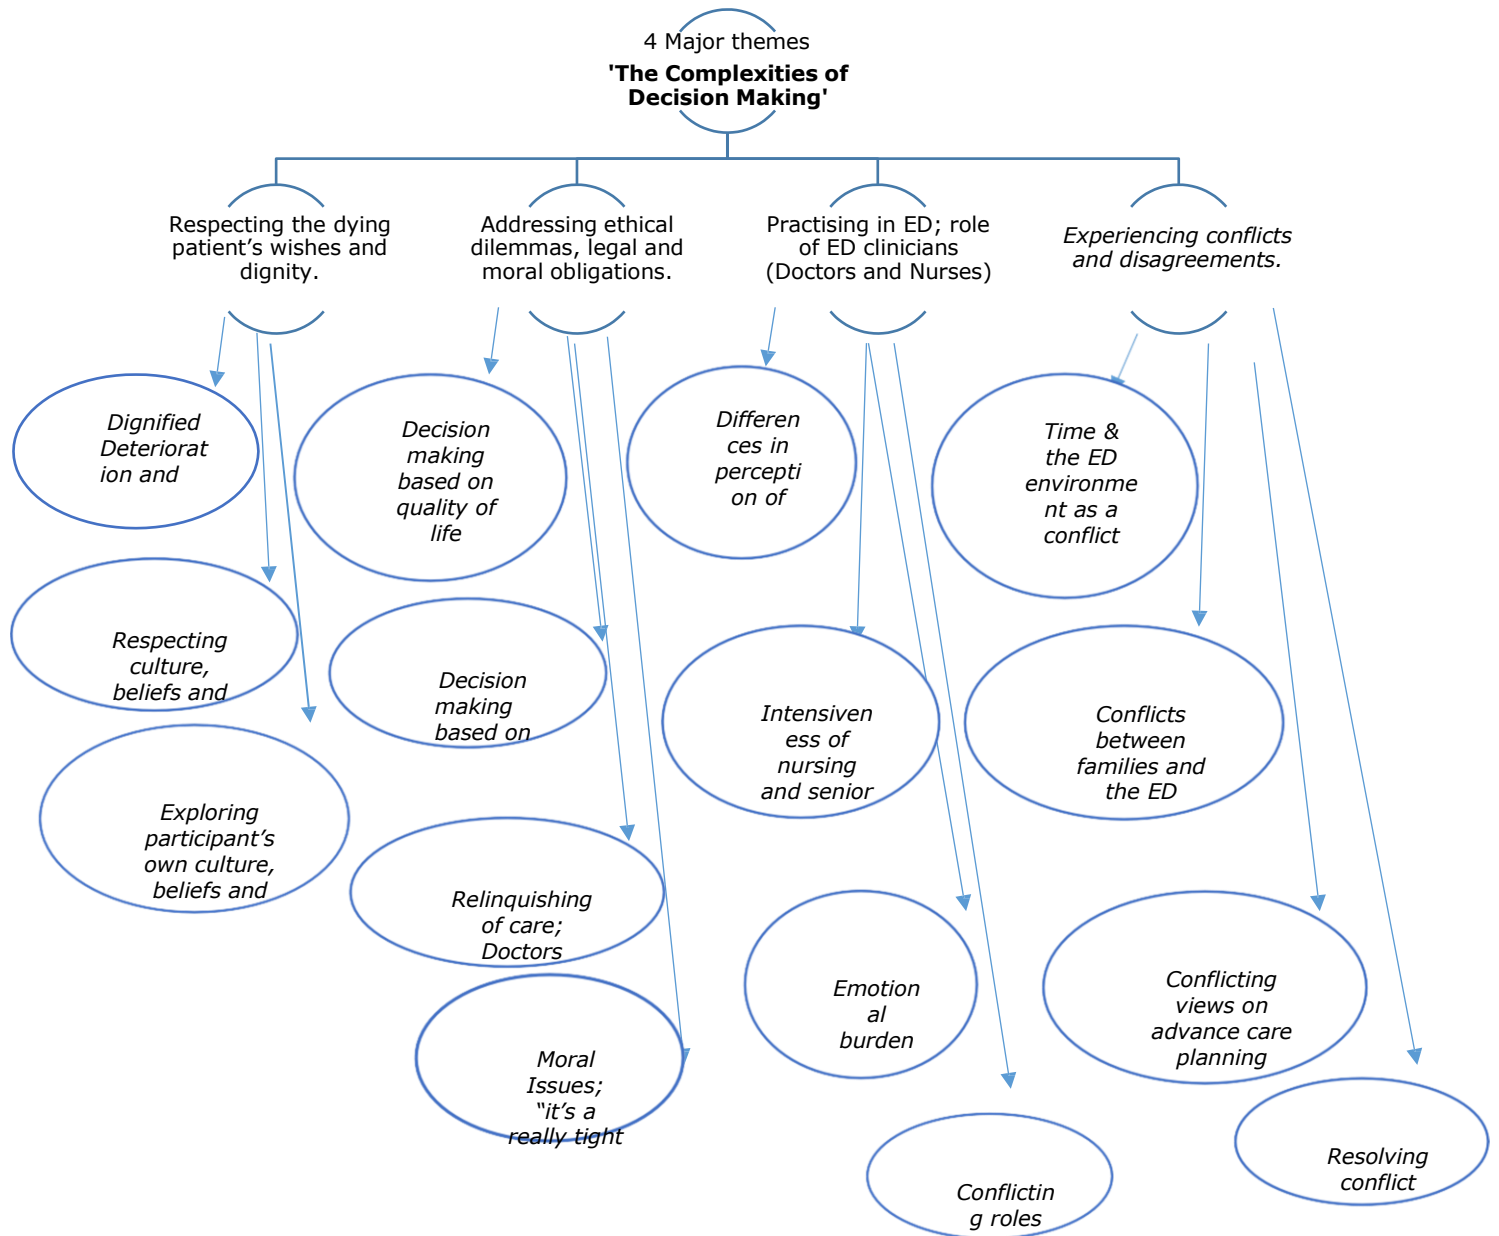 4 Major themes
'The Complexities of
Decision Making'
Respecting the dying
patient's wishes and
dignity.
Addressing ethical
dilemmas, legal and
moral obligations.
Practising in ED; role
of ED clinicians
(Doctors and Nurses)
Experiencing conflicts
and disagreements.
Dignified
Deteriorat
ion and
Respecting
culture,
beliefs and
Exploring
participant's
own culture,
beliefs and
Decision
making
based on
quality of
life
Decision
making
based on
Relinquishing
of care;
Doctors
Moral
Issues;
“it's a
really tight
Differen
ces in
percepti
on of
Intensiven
ess of
nursing
and senior
Emotion
al
burden
Conflictin
g roles
Time &
the ED
environme
nt as a
conflict
Conflicts
between
families and
the ED
Conflicting
views on
advance care
planning
Resolving
conflict